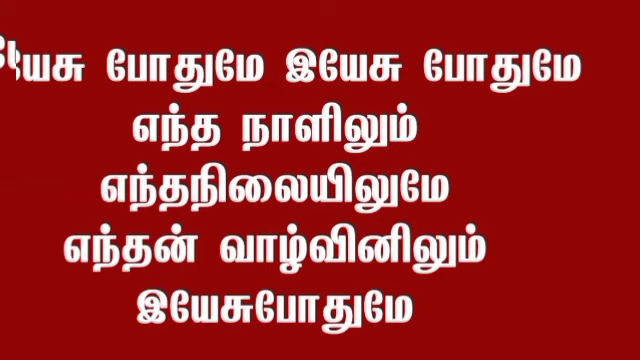 யேசு போதுமே இயேசு போதுமே
எந்த நாளிலும்
எந்தநிலையிலுமே
எந்தன் வாழ்வினிலும்
இயேசுபோதுமே